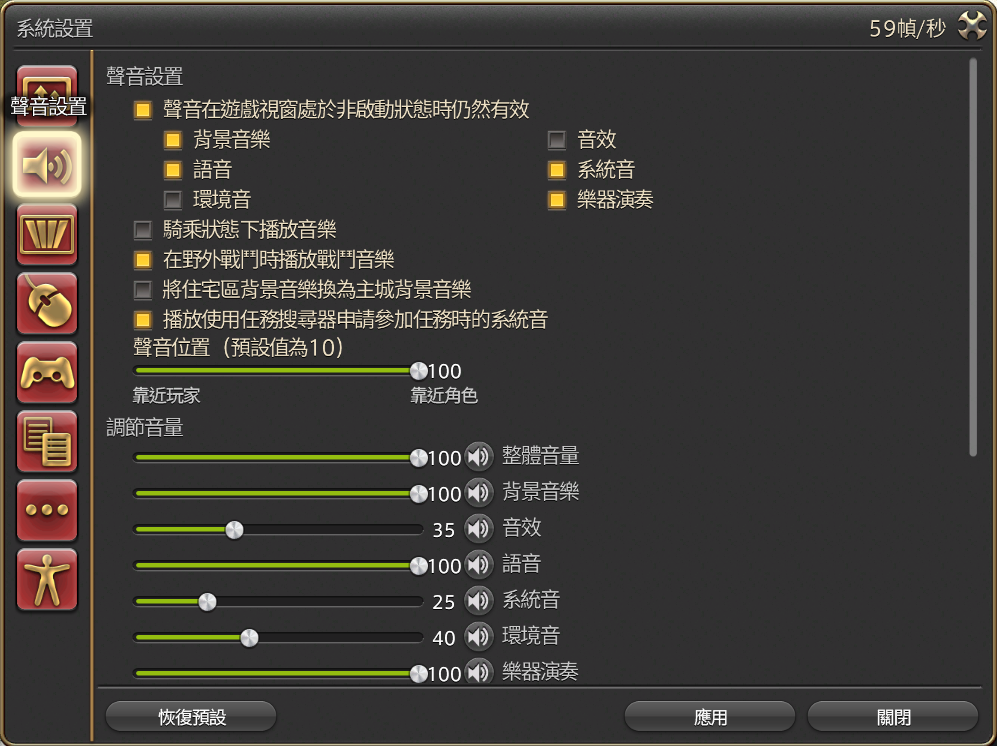 系統設置
59幀/秒
聲音設置
聲音設置
聲音在遊戲視窗處於非啟動狀態時仍然有效
背景音樂
音效
語音
系統音
環境音
樂器演奏
騎乘狀態下播放音樂
在野外戰鬥時播放戰鬥音樂
將住宅區背景音樂換為主城背景音樂
播放使用任務搜尋器申請參加任務時的系統音
聲音位置（預設值為10）
100
靠近玩家
靠近角色
調節音量
100 整體音量
100 背景音樂
35 音效
100 語音
25 系統音
40 環境音
100 樂器演奏
恢復預設
應用
關閉